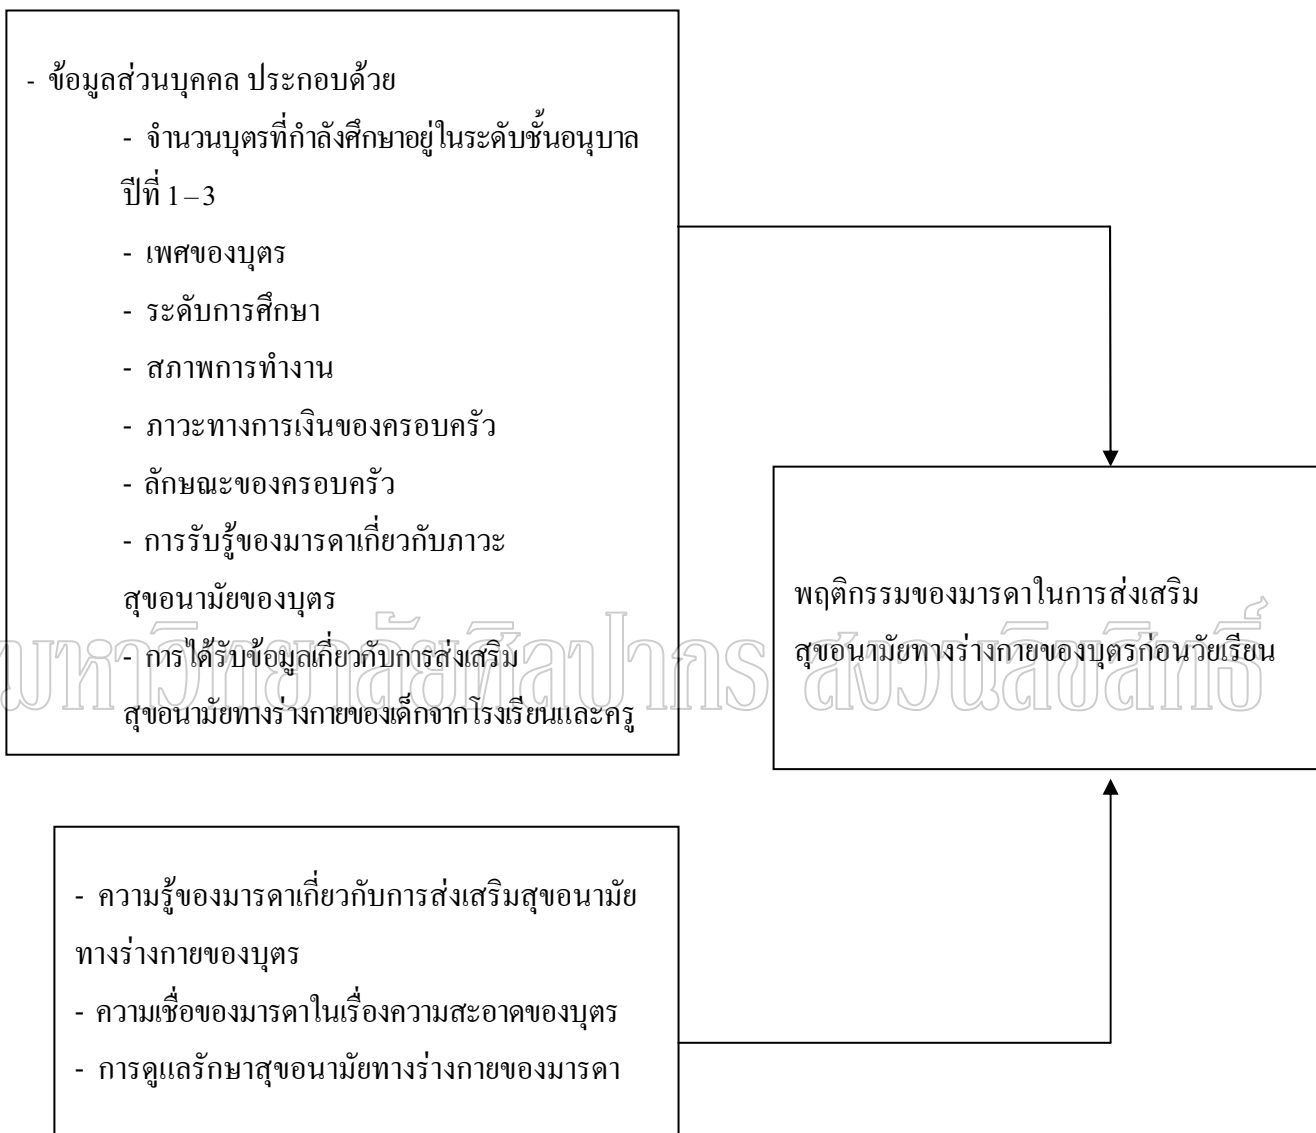 - ข้อมูลส่วนบุคคล ประกอบด้วย
- จำนวนบุตรที่กำลังศึกษาอยู่ในระดับชั้นอนุบาล
ปีที่ 1 – 3
- เพศของบุตร
- ระดับการศึกษา
- สภาพการทำงาน
- ภาวะทางการเงินของครอบครัว
- ลักษณะของครอบครัว
- การรับรู้ของมารดาเกี่ยวกับภาวะ
สุขอนามัยของบุตร
- การได้รับข้อมูลเกี่ยวกับการส่งเสริม
สุขอนามัยทางร่างกายของเด็กจากโรงเรียนและครู
พฤติกรรมของมารดาในการส่งเสริม
สุขอนามัยทางร่างกายของบุตรก่อนวัยเรียน
มหาวิทยาลัยศิลปากร สงวนลิขสิทธิ์
- ความรู้ของมารดาเกี่ยวกับการส่งเสริมสุขอนามัย
ทางร่างกายของบุตร
- ความเชื่อของมารดาในเรื่องความสะอาดของบุตร
- การดูแลรักษาสุขอนามัยทางร่างกายของมารดา